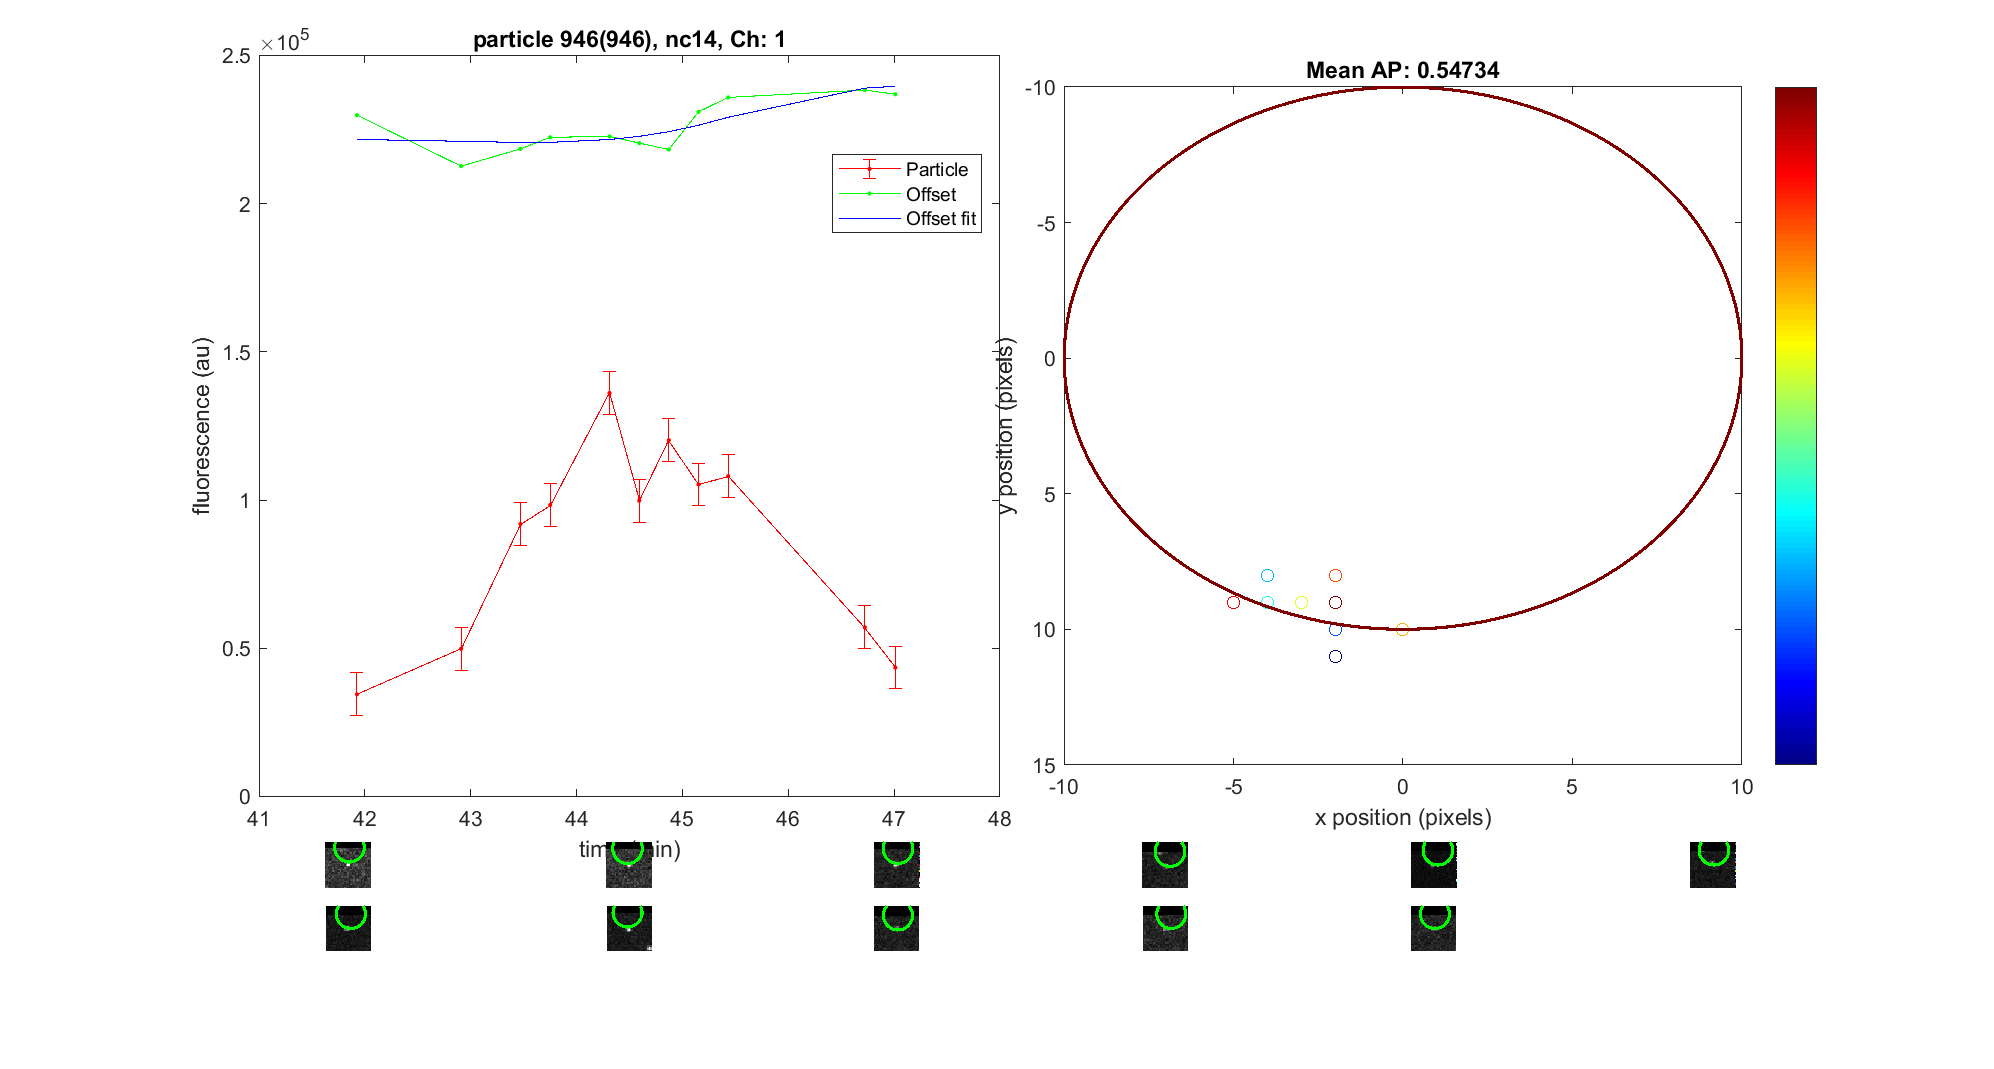 particle 946(946), nc14, Ch: 1
×10^5
2.5
2
1.5
1
0.5
0
fluorescence (au)
41 42 43 44 45 46 47 48
Particle
Offset
Offset fit
Mean AP: 0.54734
-10
-5
0
5
10
15
y position (pixels)
-10 -5 0 5 10
x position (pixels)